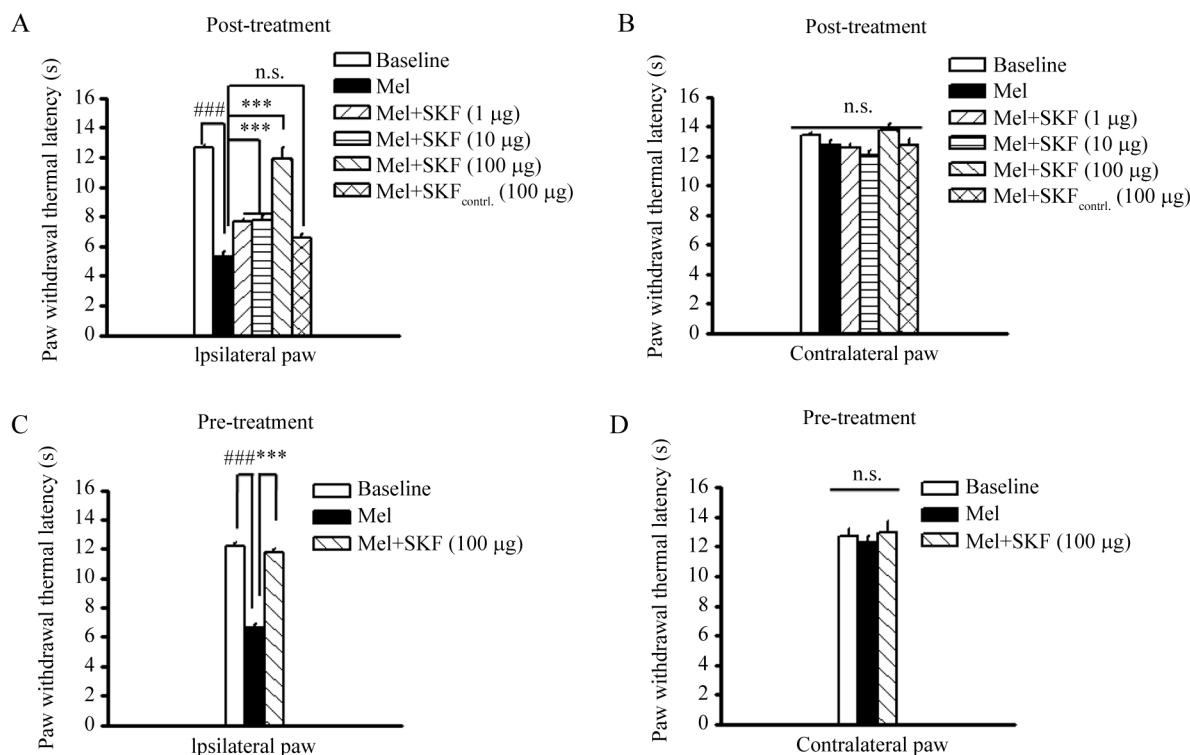 A
Post-treatment
Paw withdrawal thermal latency (s)
16
14
12
10
8
6
4
2
0
###
***
***
n.s.
Baseline
Mel
Mel+SKF (1 μg)
Mel+SKF (10 μg)
Mel+SKF (100 μg)
Mel+SKFcontrl. (100 μg)
lpsilateral paw
B
Post-treatment
Paw withdrawal thermal latency (s)
16
14
12
10
8
6
4
2
0
n.s.
Baseline
Mel
Mel+SKF (1 μg)
Mel+SKF (10 μg)
Mel+SKF (100 μg)
Mel+SKFcontrl. (100 μg)
Contralateral paw
C
Pre-treatment
Paw withdrawal thermal latency (s)
16
14
12
10
8
6
4
2
0
### ***
Baseline
Mel
Mel+SKF (100 μg)
lpsilateral paw
D
Pre-treatment
Paw withdrawal thermal latency (s)
16
14
12
10
8
6
4
2
0
n.s.
Baseline
Mel
Mel+SKF (100 μg)
Contralateral paw